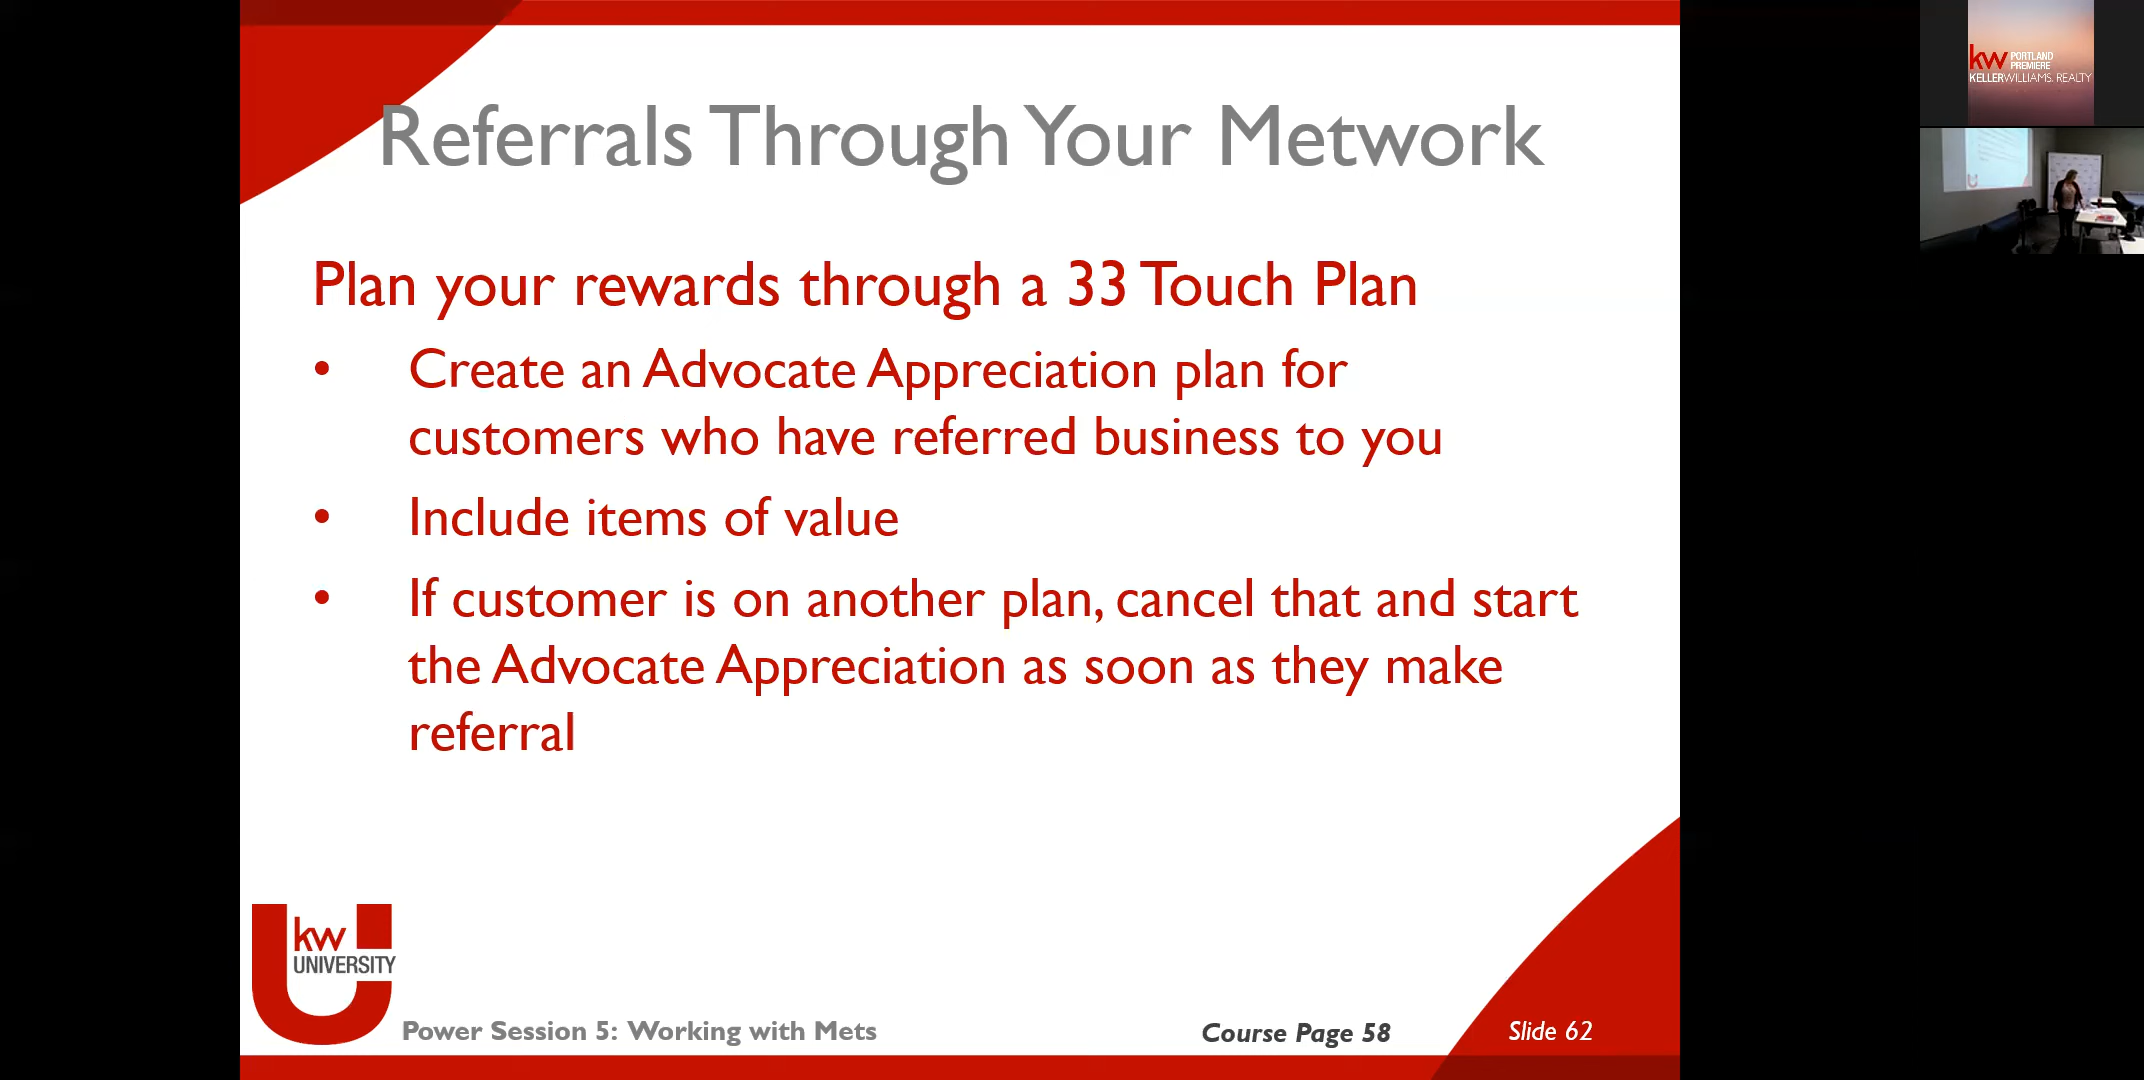 Referrals Through Your Metwork
Plan your rewards through a 33 Touch Plan
• Create an Advocate Appreciation plan for
customers who have referred business to you
• Include items of value
• If customer is on another plan, cancel that and start
the Advocate Appreciation as soon as they make
referral
kw
UNIVERSITY
Power Session 5: Working with Mets
Course Page 58
Slide 62
kw PORTLAND
PREMIERE
KELLERWILLIAMS. REALTY